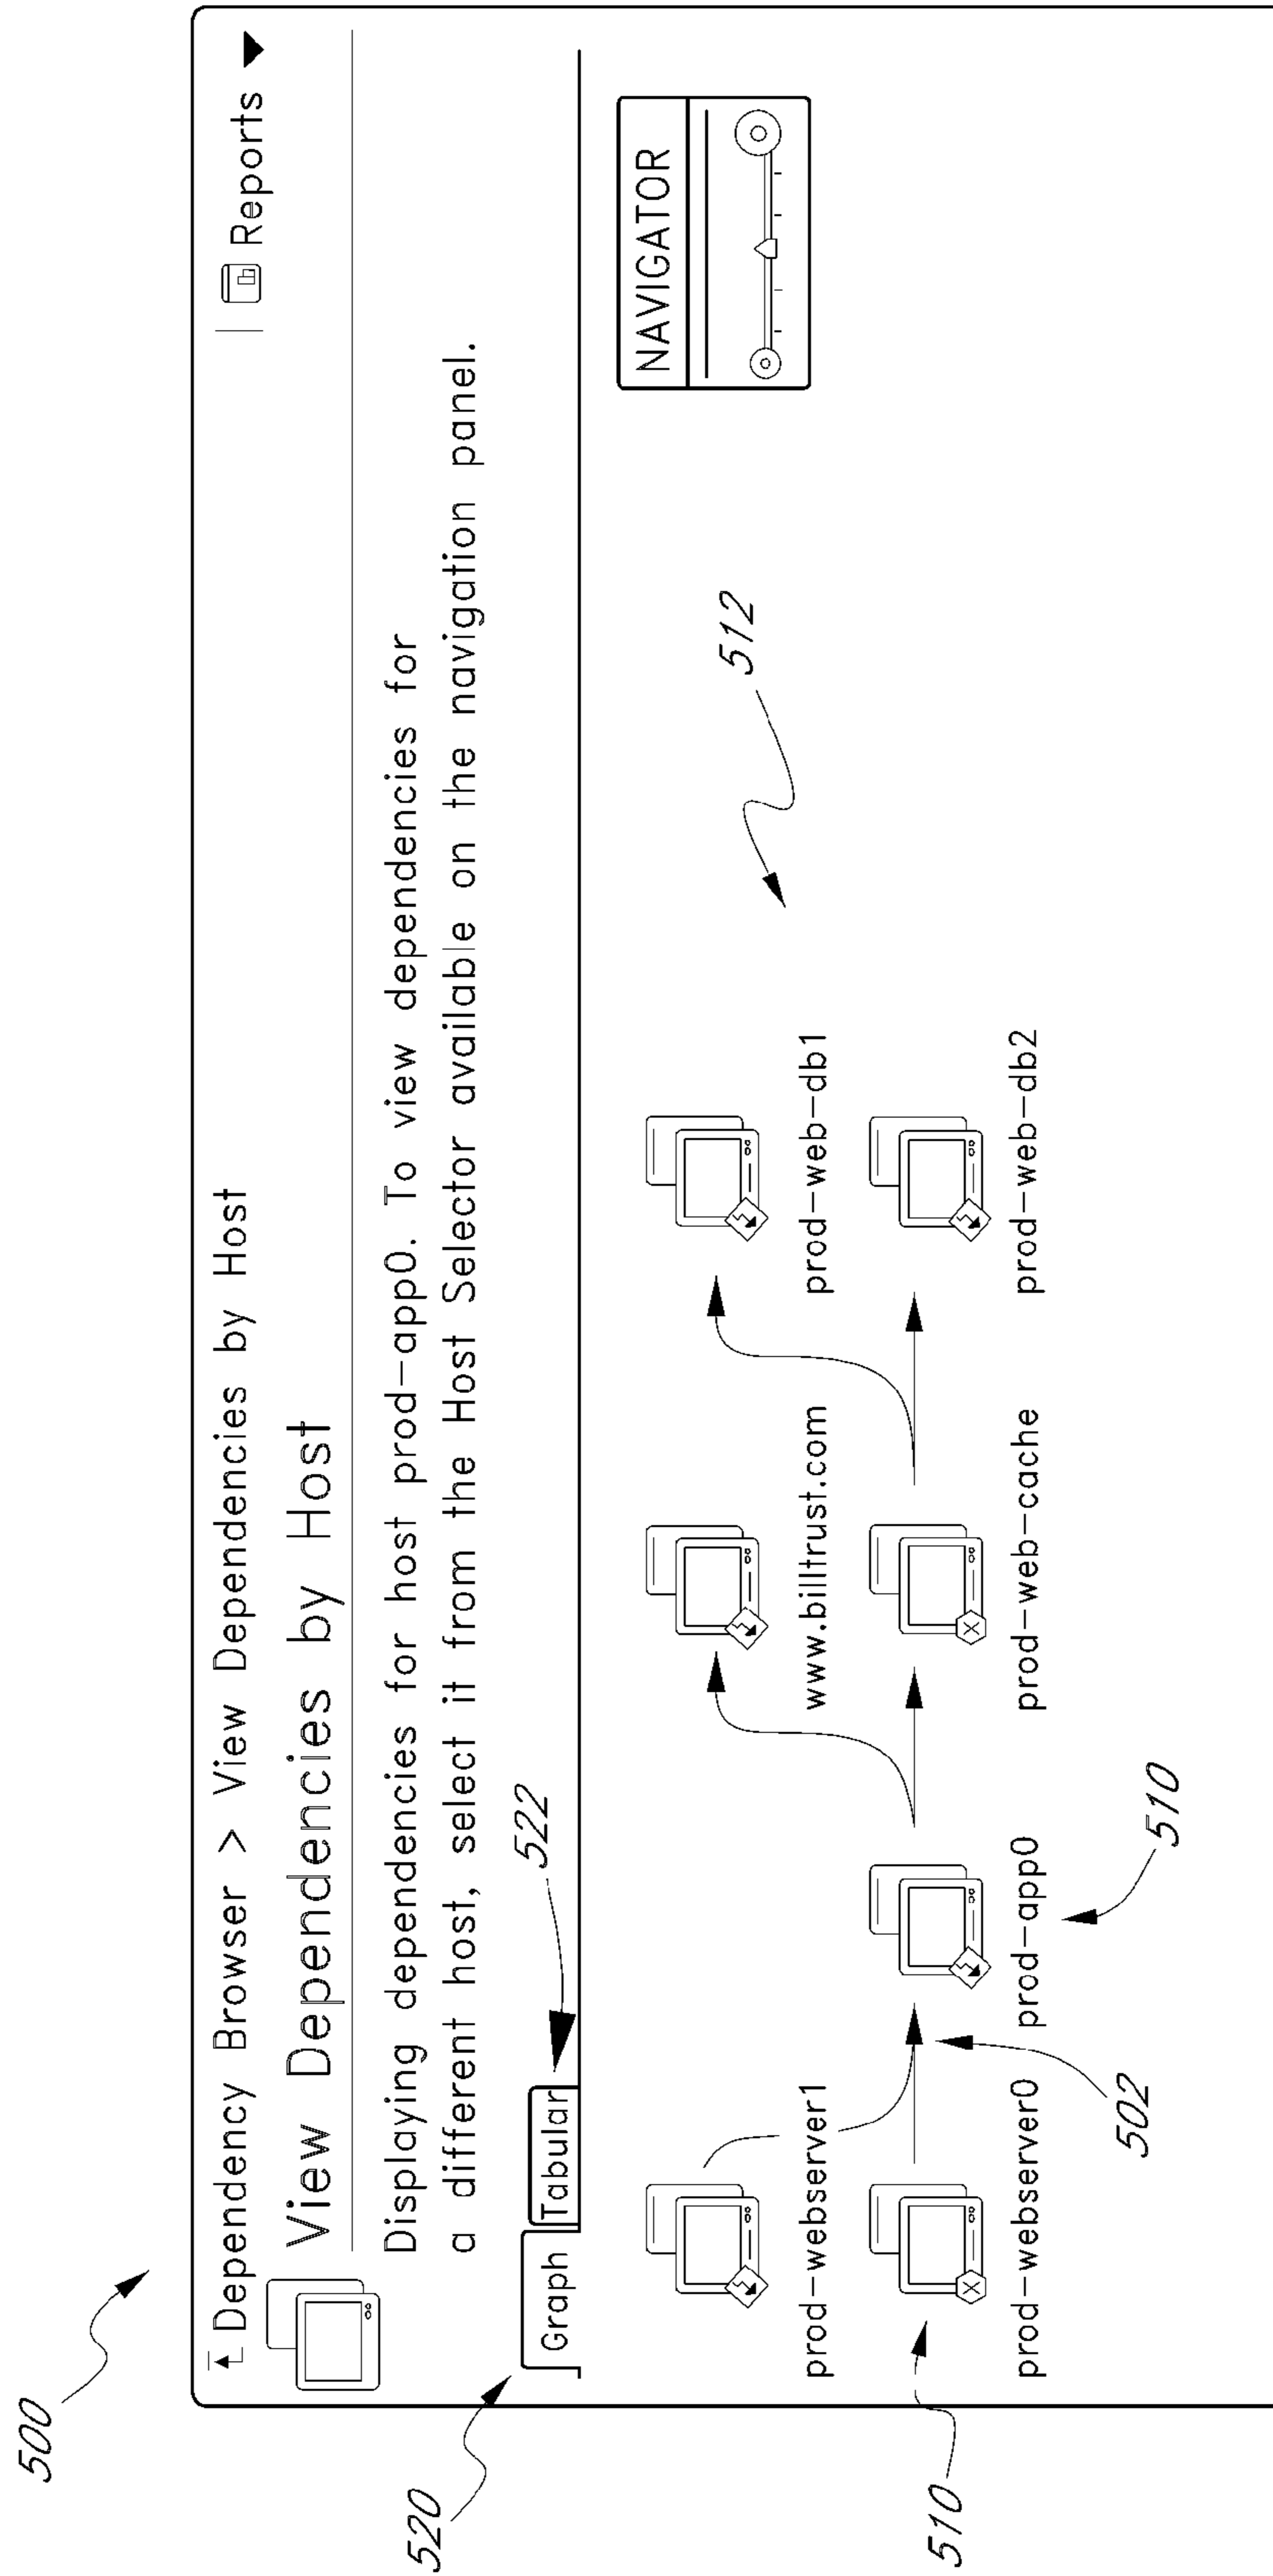 500
Dependency Browser > View Dependencies by Host
Reports
View Dependencies by Host
Displaying dependencies for host prod-app0. To view dependencies for
a different host, select it from the Host Selector available on the navigation panel.
520
Graph
Tabular
522
NAVIGATOR
512
prod-webserver1
www.billtrust.com
prod-web-db1
510
prod-webserver0
prod-app0
prod-web-cache
prod-web-db2
502
510